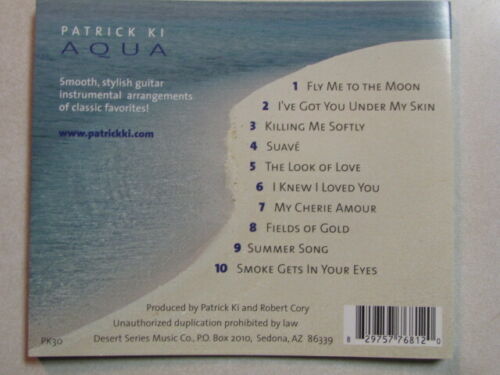 PATRICK KI
AQUA
Smooth, stylish guitar
instrumental arrangements
of classic favorites!
www.patrickki.com
1 FLY ME TO THE MOON
2 I'VE GOT YOU UNDER MY SKIN
3 KILLING ME SOFTLY
4 SUAVÉ
5 THE LOOK OF LOVE
6 I KNEW I LOVED YOU
7 MY CHERIE AMOUR
8 FIELDS OF GOLD
9 SUMMER SONG
10 SMOKE GETS IN YOUR EYES
Produced by Patrick Ki and Robert Cory
Unauthorized duplication prohibited by law
PK30 Desert Series Music Co., P.O. Box 2010, Sedona, AZ 86339
8 29757 76812 0